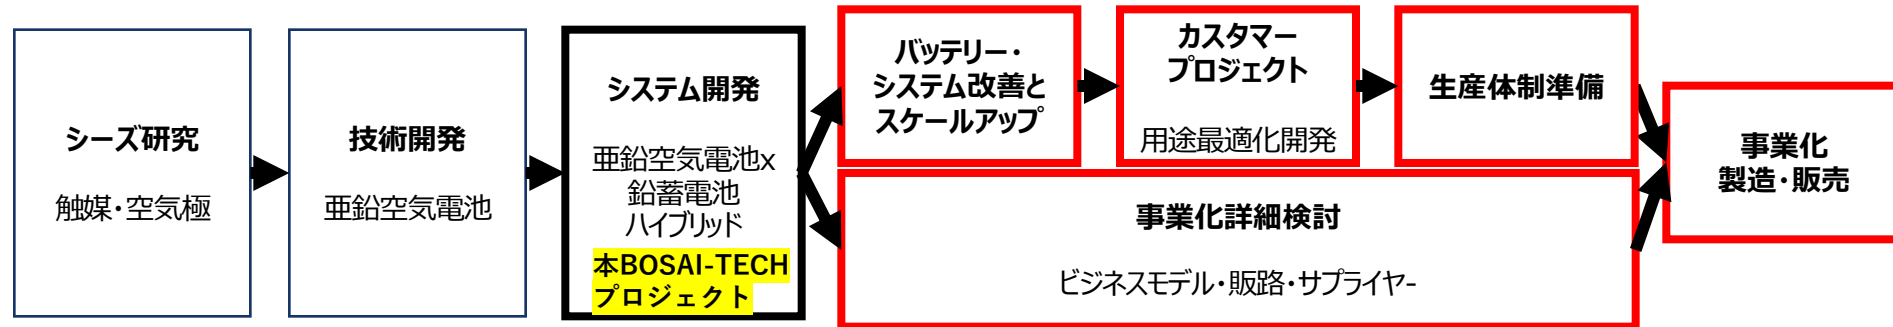 シーズ研究
触媒・空気極
技術開発
亜鉛空気電池
システム開発
亜鉛空気電池x
鉛蓄電池
ハイブリッド
本BOSAI-TECH
プロジェクト
バッテリー・
システム改善と
スケールアップ
カスタマー
プロジェクト
用途最適化開発
生産体制準備
事業化詳細検討
ビジネスモデル・販路・サプライヤ-
事業化
製造・販売